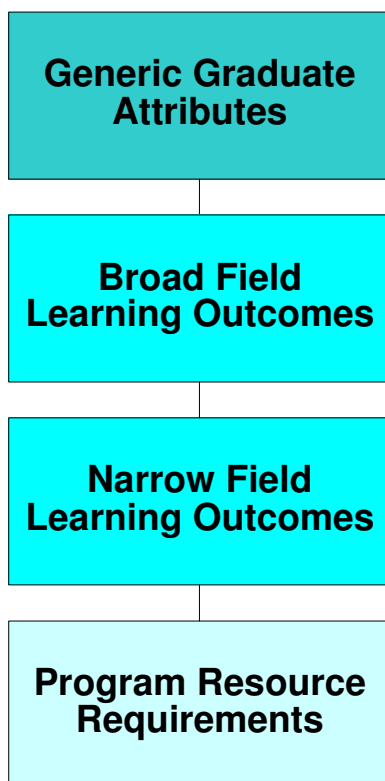 Generic Graduate
Attributes
Broad Field
Learning Outcomes
Narrow Field
Learning Outcomes
Program Resource
Requirements